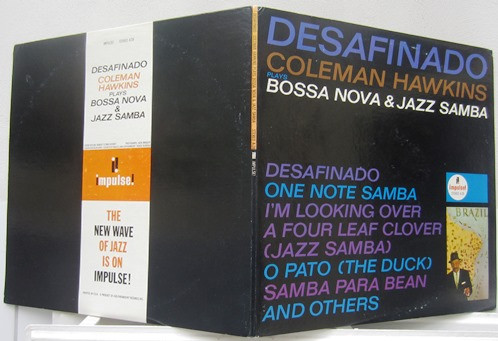 DESAFINADO
COLEMAN HAWKINS
PLAYS
BOSSA NOVA
&
JAZZ SAMBA
impulse!
THE
NEW WAVE
OF JAZZ
IS ON
IMPULSE!
DESAFINADO
COLEMAN HAWKINS
PLAYS
BOSSA NOVA & JAZZ SAMBA
DESAFINADO
ONE NOTE SAMBA
I'M LOOKING OVER
A FOUR LEAF CLOVER
(JAZZ SAMBA)
O PATO (THE DUCK)
SAMBA PARA BEAN
AND OTHERS
impulse!
BRAZIL